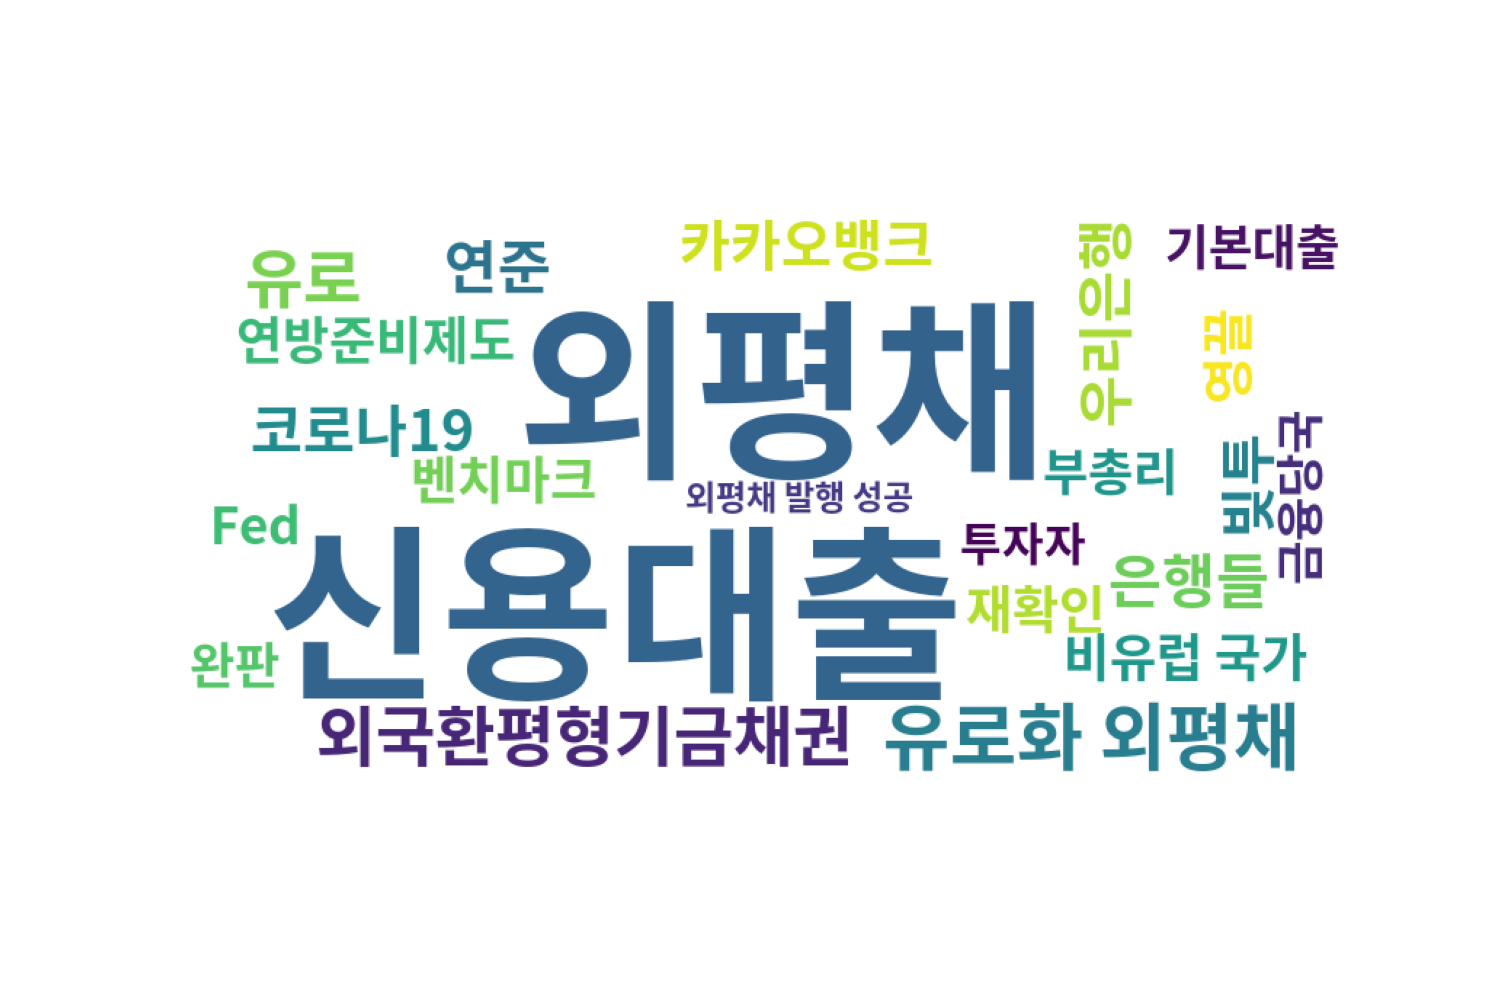 카카오뱅크
우리은행
기본대출
유로
연준
연방준비제도
외평채
영끌
코로나19
벤치마크
외평채 발행 성공
부총리
빚투
금융당국
Fed
신용대출
투자자
은행들
재확인
완판
비유럽 국가
외국환평형기금채권
유로화 외평채